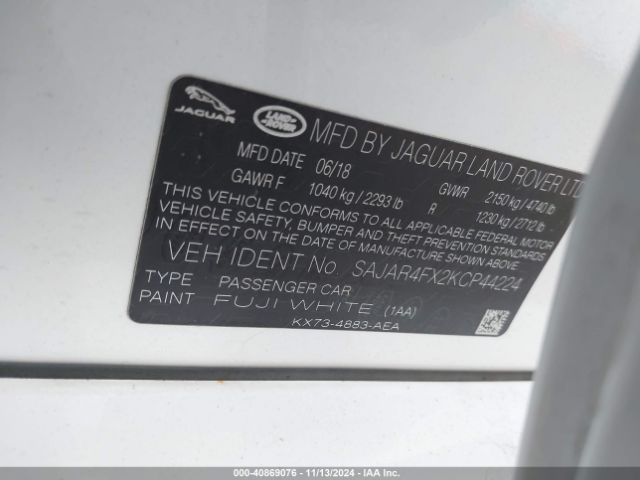 JAGUAR
LAND ROVER
MFD BY JAGUAR LAND ROVER LTD
MFD DATE 06/18
GAWR F 1040 kg / 2293 lb GVWR 2150 kg / 4740 lb
R 1230 kg / 2712 lb
THIS VEHICLE CONFORMS TO ALL APPLICABLE FEDERAL MOTOR
VEHICLE SAFETY, BUMPER AND THEFT PREVENTION STANDARDS
IN EFFECT ON THE DATE OF MANUFACTURE SHOWN ABOVE.
VEH IDENT No. SAJAR4FX2KCP44224
TYPE PASSENGER CAR
PAINT FUJI WHITE (1AA)
KX73-4883-AEA
000-40869076 - 11/13/2024 - IAA Inc.